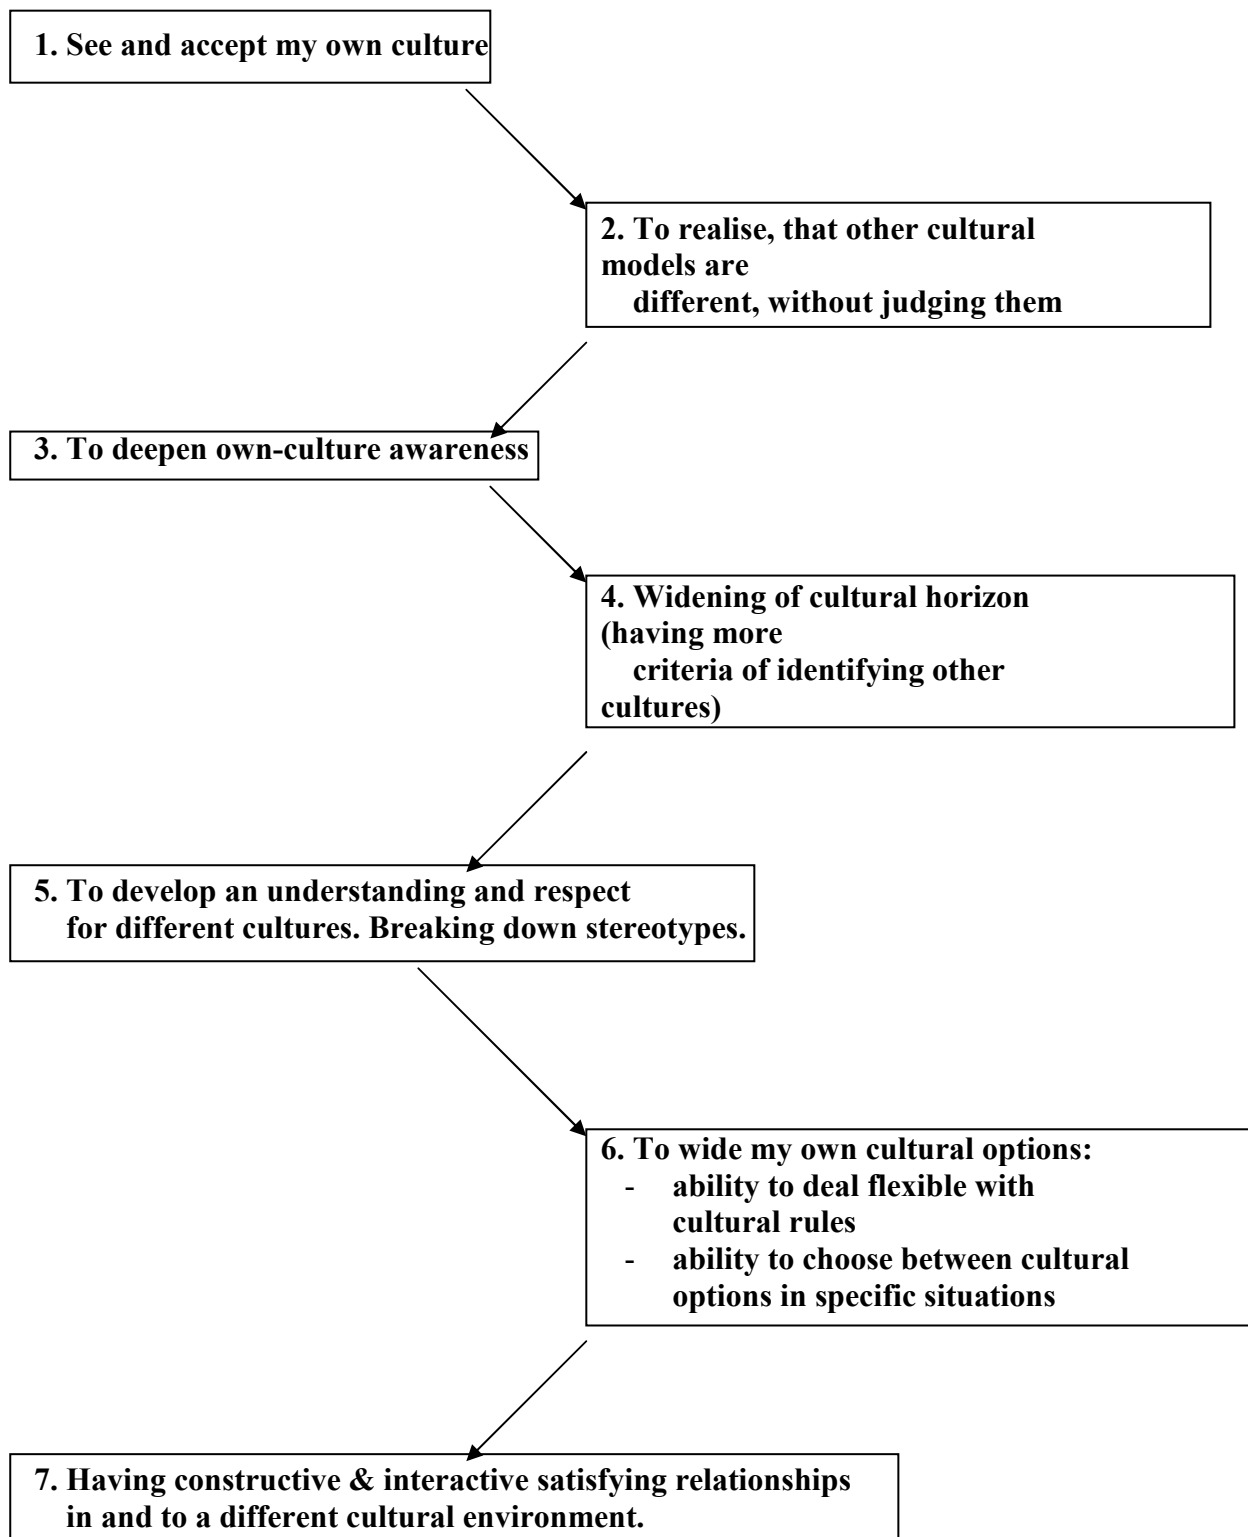 1. See and accept my own culture
2. To realise, that other cultural
models are
different, without judging them
3. To deepen own-culture awareness
4. Widening of cultural horizon
(having more
criteria of identifying other
cultures)
5. To develop an understanding and respect
for different cultures. Breaking down stereotypes.
6. To wide my own cultural options:
- ability to deal flexible with
cultural rules
- ability to choose between cultural
options in specific situations
7. Having constructive & interactive satisfying relationships
in and to a different cultural environment.